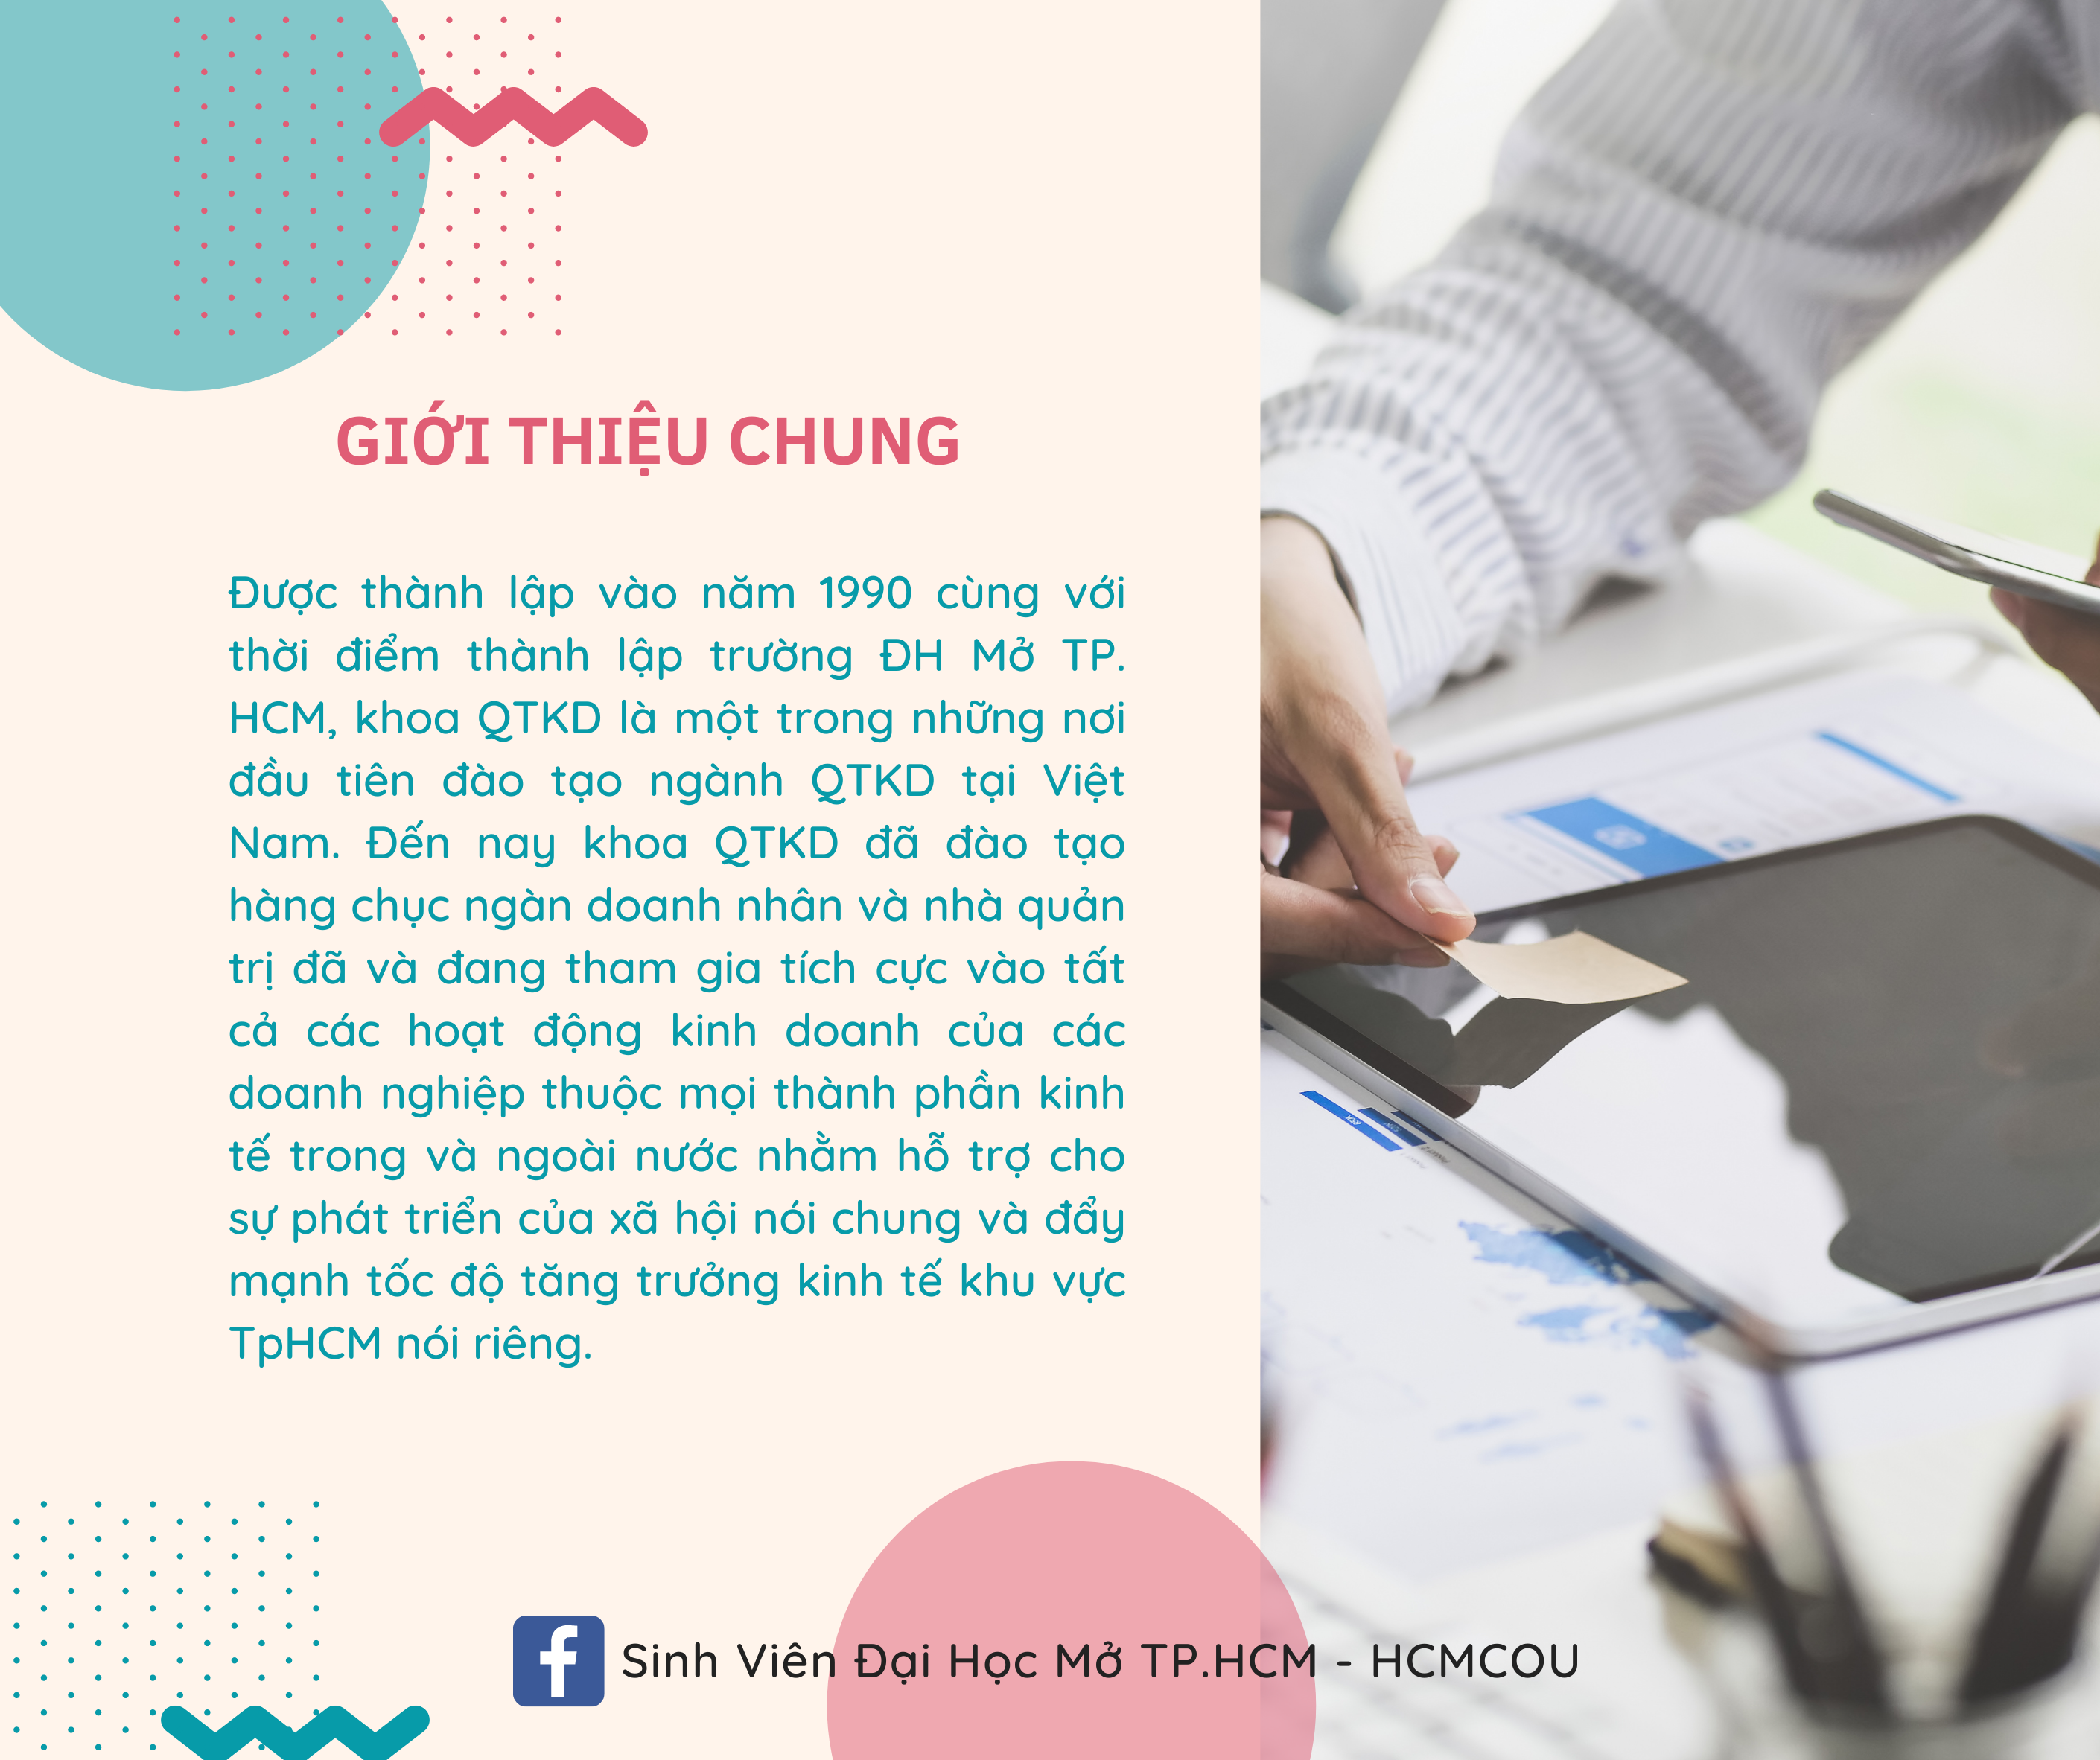 GIỚI THIỆU CHUNG
Được thành lập vào năm 1990 cùng với
thời điểm thành lập trường ĐH Mở TP.
HCM, khoa QTKD là một trong những nơi
đầu tiên đào tạo ngành QTKD tại Việt
Nam. Đến nay khoa QTKD đã đào tạo
hàng chục ngàn doanh nhân và nhà quản
trị đã và đang tham gia tích cực vào tất
cả các hoạt động kinh doanh của các
doanh nghiệp thuộc mọi thành phần kinh
tế trong và ngoài nước nhằm hỗ trợ cho
sự phát triển của xã hội nói chung và đẩy
mạnh tốc độ tăng trưởng kinh tế khu vực
TpHCM nói riêng.
Sinh Viên Đại Học Mở TP.HCM - HCMCOU